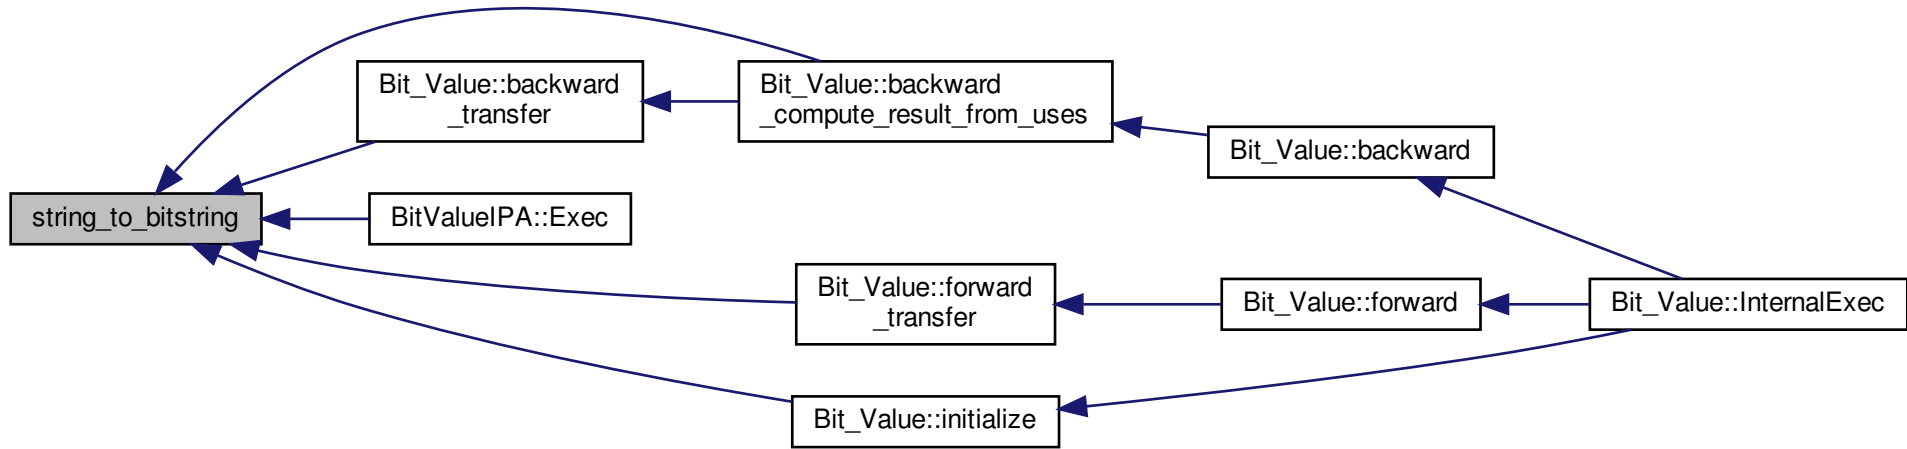 string_to_bitstring
Bit_Value::backward
_transfer
Bit_Value::backward
_compute_result_from_uses
Bit_Value::backward
BitValueIPA::Exec
Bit_Value::forward
_transfer
Bit_Value::forward
Bit_Value::InternalExec
Bit_Value::initialize